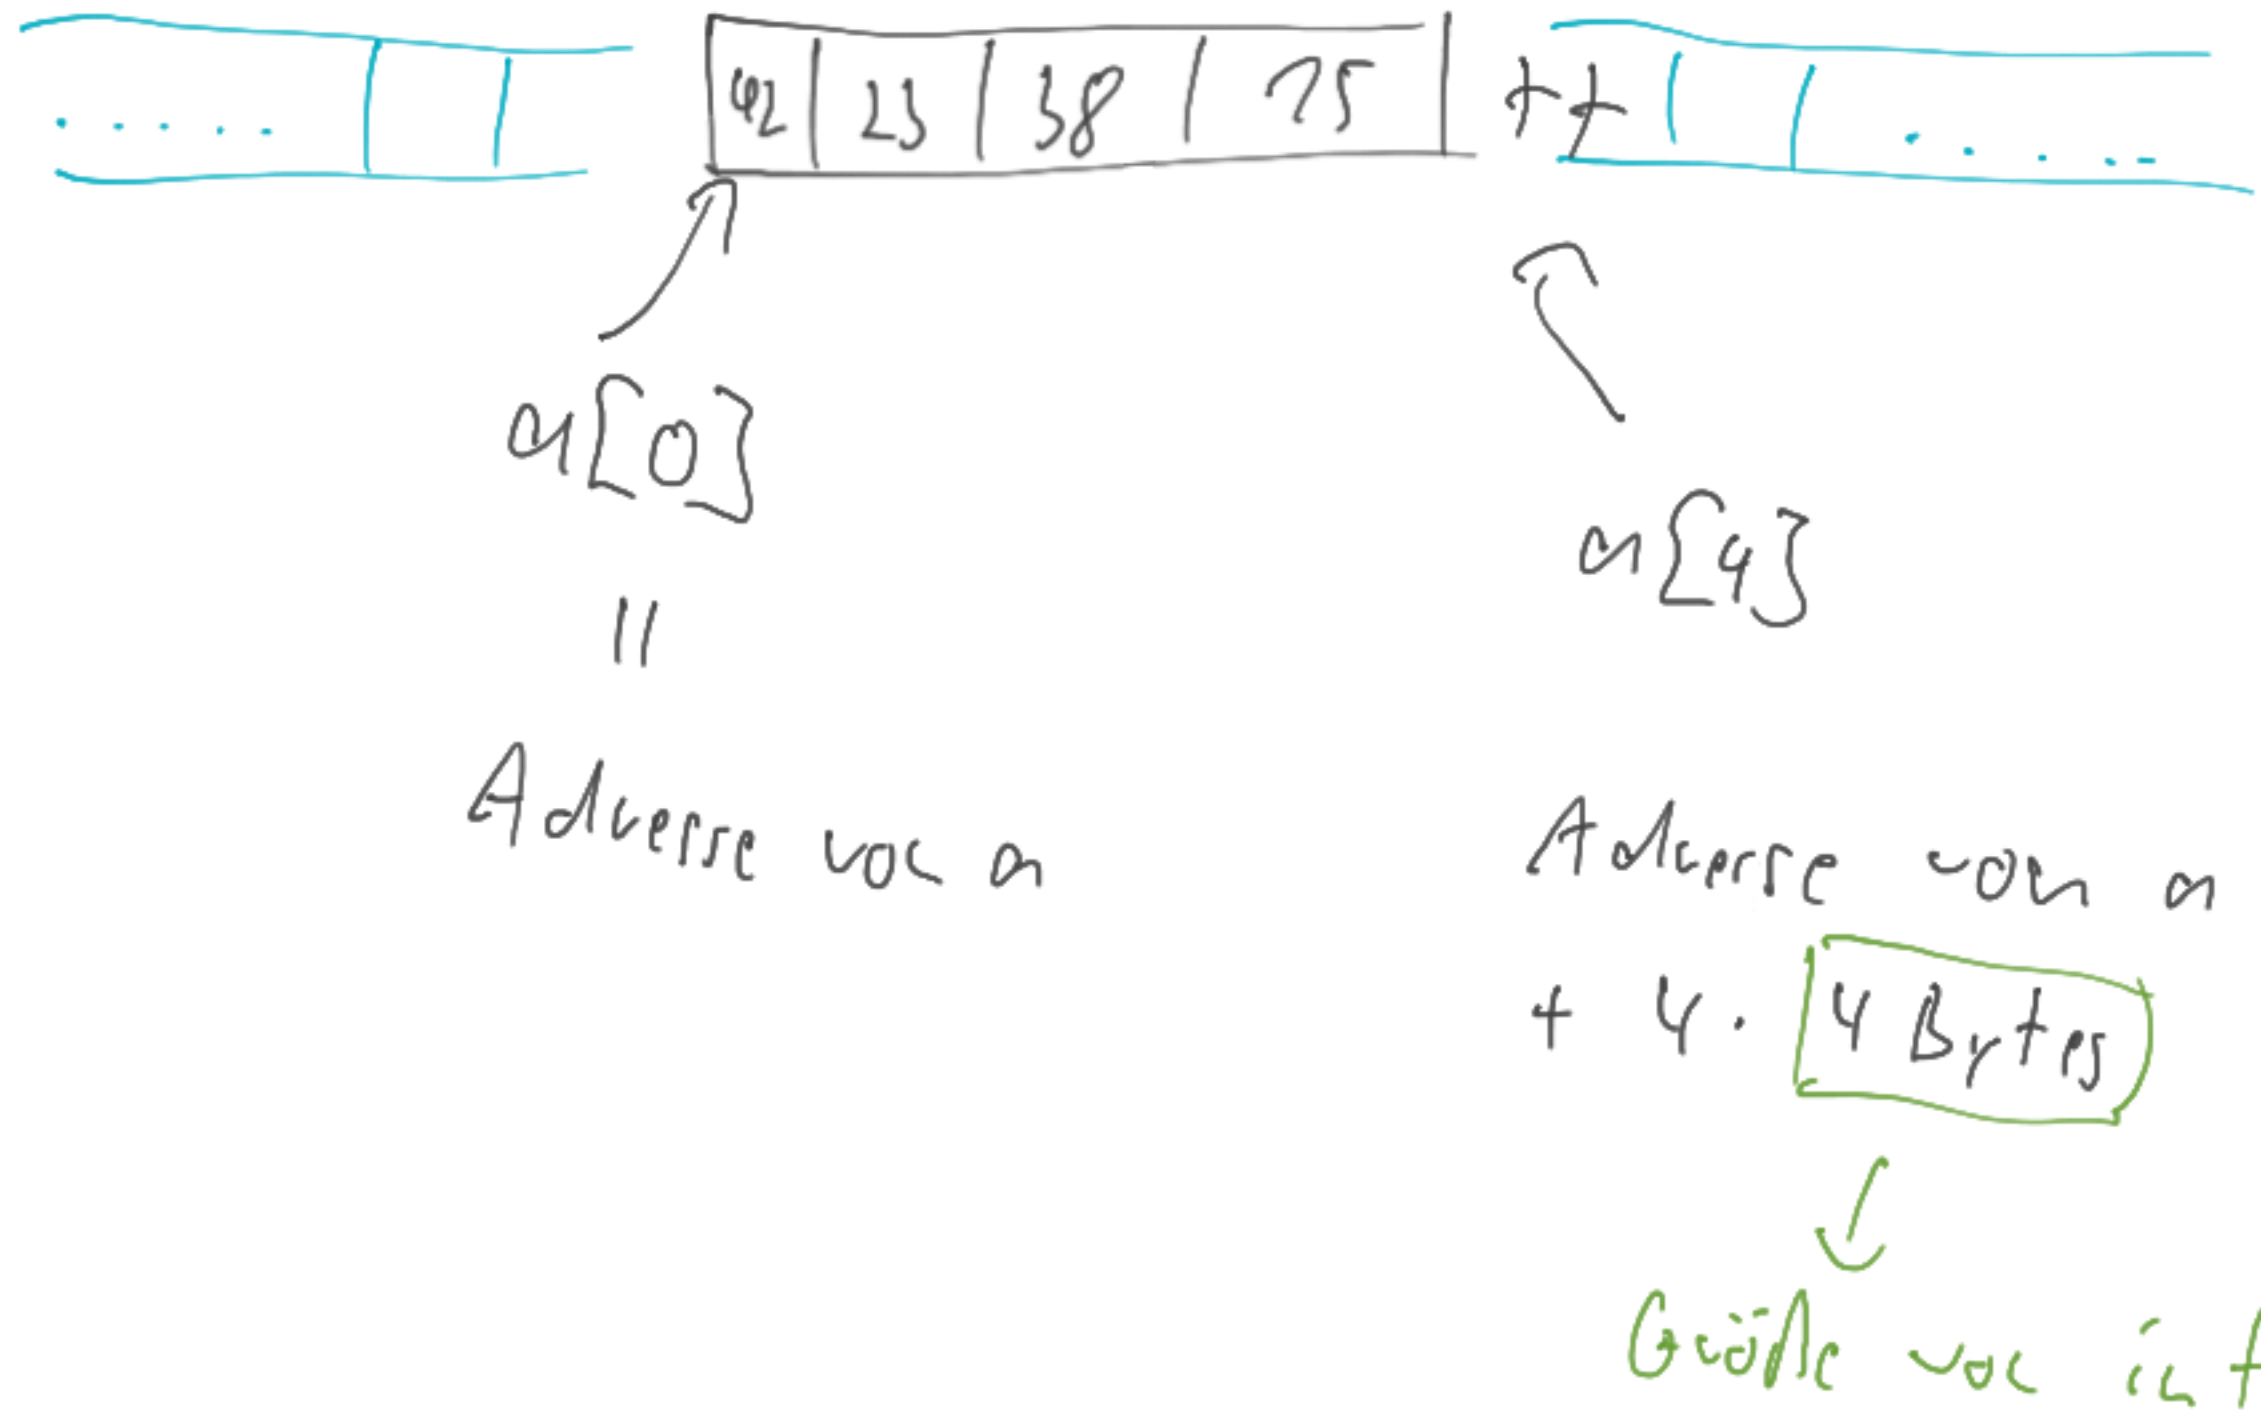 42 23 38 75 ++
a[0]
a[4]
||
Adresse von a
Adresse von a
+ 4 · 4 Bytes
Größe von int